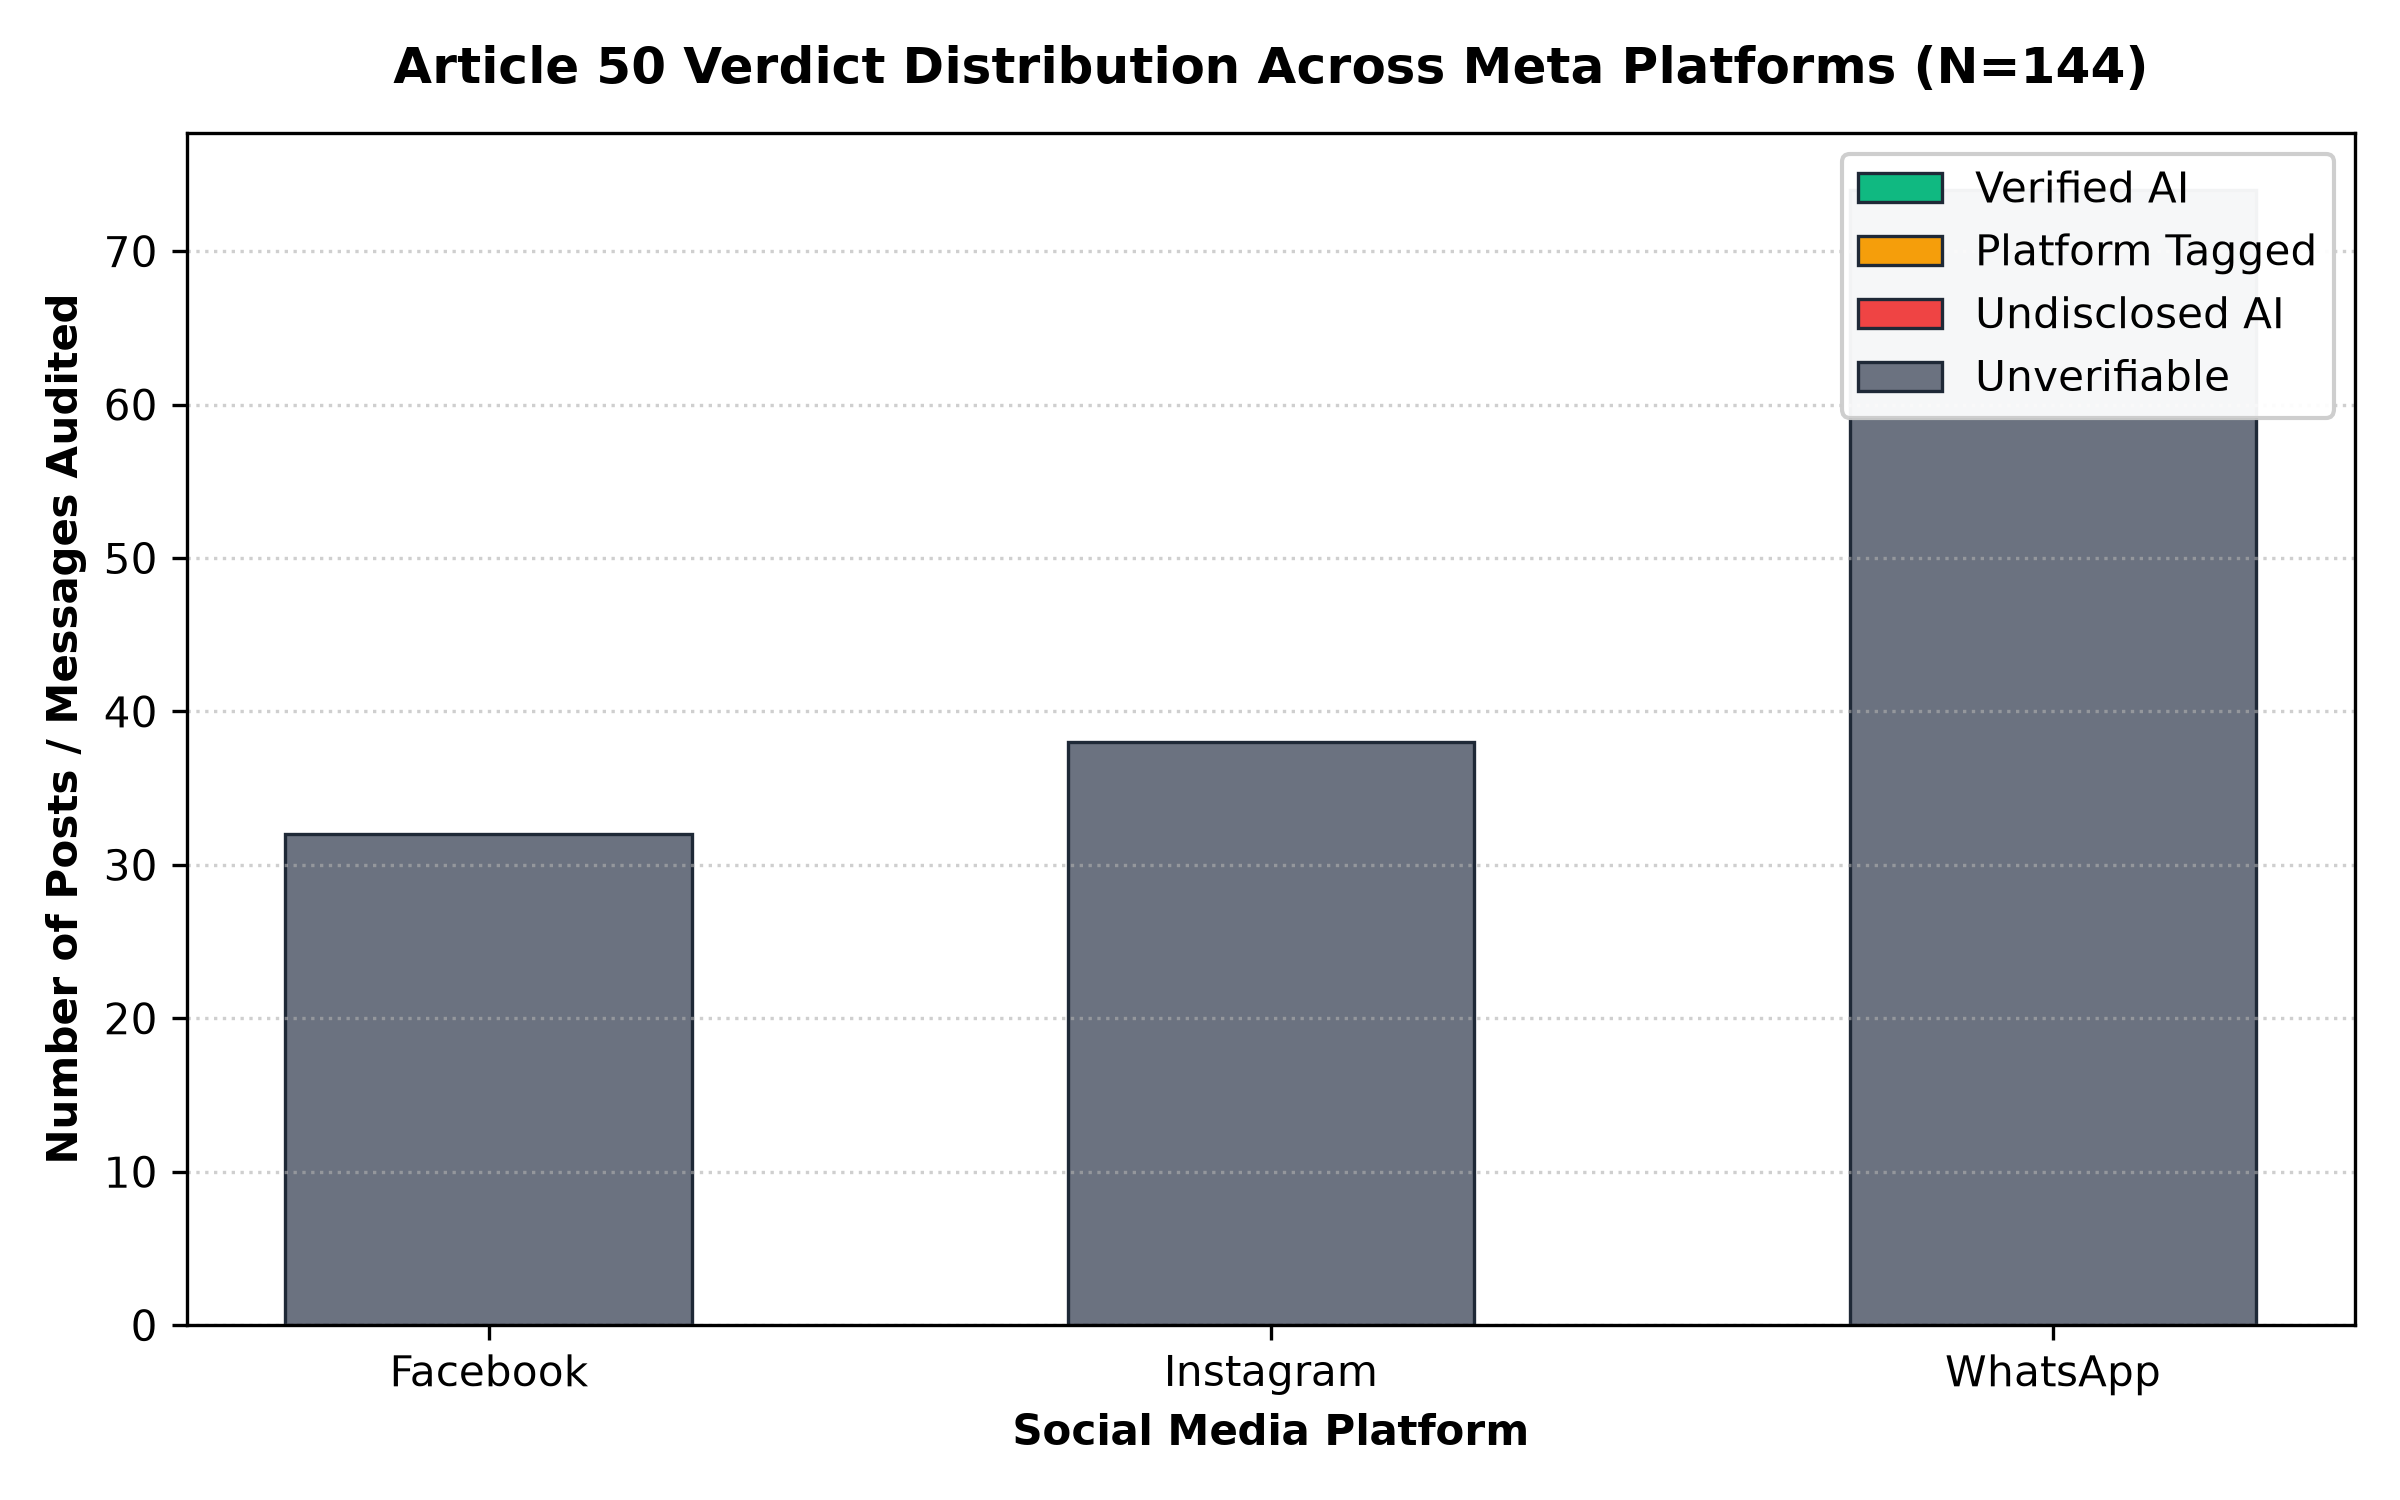 Article 50 Verdict Distribution Across Meta Platforms (N=144)
Number of Posts / Messages Audited
70
60
50
40
30
20
10
0
Verified AI
Platform Tagged
Undisclosed AI
Unverifiable
Facebook
Instagram
WhatsApp
Social Media Platform